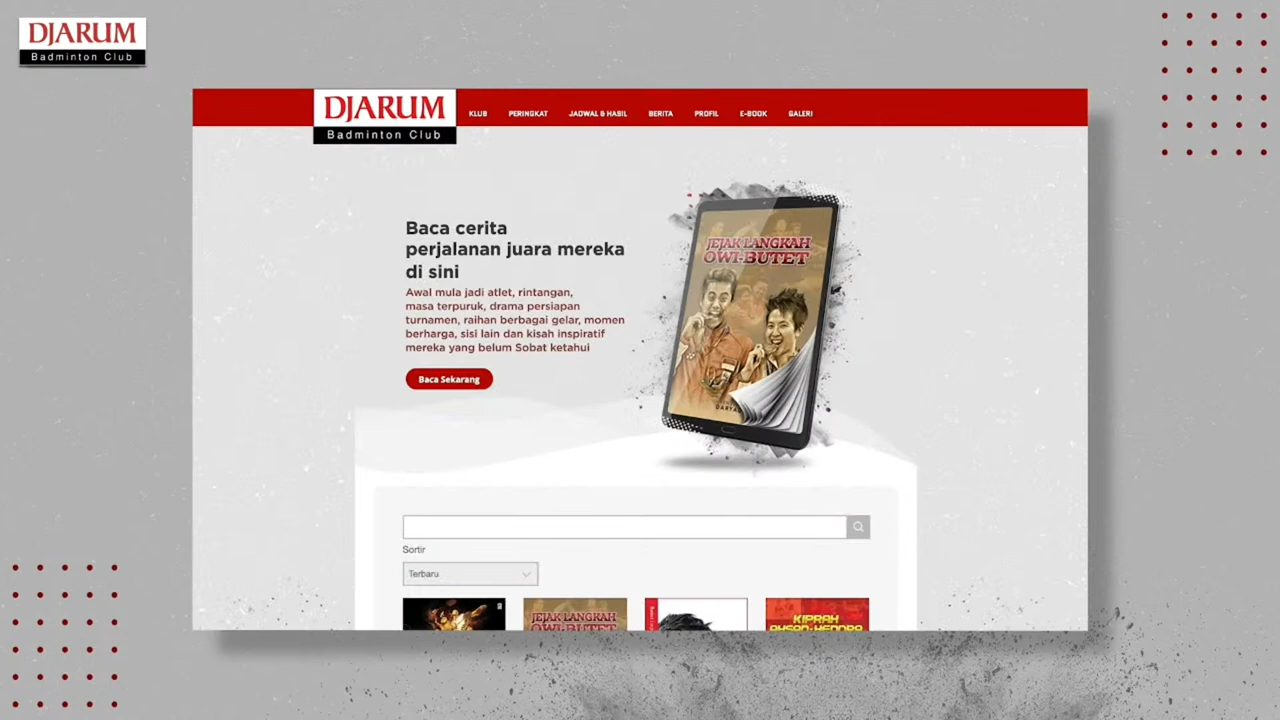 DJARUM
Badminton Club
DJARUM
Badminton Club
KLUB PERINGKAT JADWAL & HASIL BERITA PROFIL E-BOOK GALERI
Baca cerita
perjalanan juara mereka
di sini
Awal mula jadi atlet, rintangan,
masa terpuruk, drama persiapan
turnamen, raihan berbagai gelar, momen
berharga, sisi lain dan kisah inspiratif
mereka yang belum Sobat ketahui
Baca Sekarang
JEJAK LANGKAH
OWI-BUTET
Sortir
Terbaru
JEJAK LANGKAH
OWI-BUTET
KIPRAH
AHSAN-HENDRA